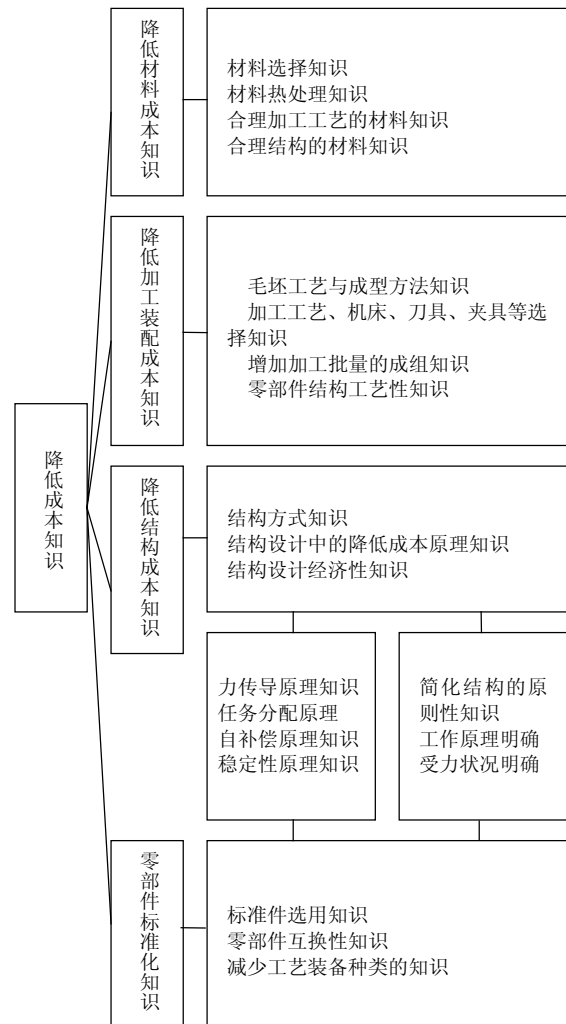 降低成本知识
降低材料成本知识
材料选择知识
材料热处理知识
合理加工工艺的材料知识
合理结构的材料知识
降低加工装配成本知识
毛坯工艺与成型方法知识
加工工艺、机床、刀具、夹具等选
择知识
增加加工批量的成组知识
零部件结构工艺性知识
降低结构成本知识
结构方式知识
结构设计中的降低成本原理知识
结构设计经济性知识
力传导原理知识
任务分配原理
自补偿原理知识
稳定性原理知识
简化结构的原
则性知识
工作原理明确
受力状况明确
零部件标准化知识
标准件选用知识
零部件互换性知识
减少工艺装备种类的知识